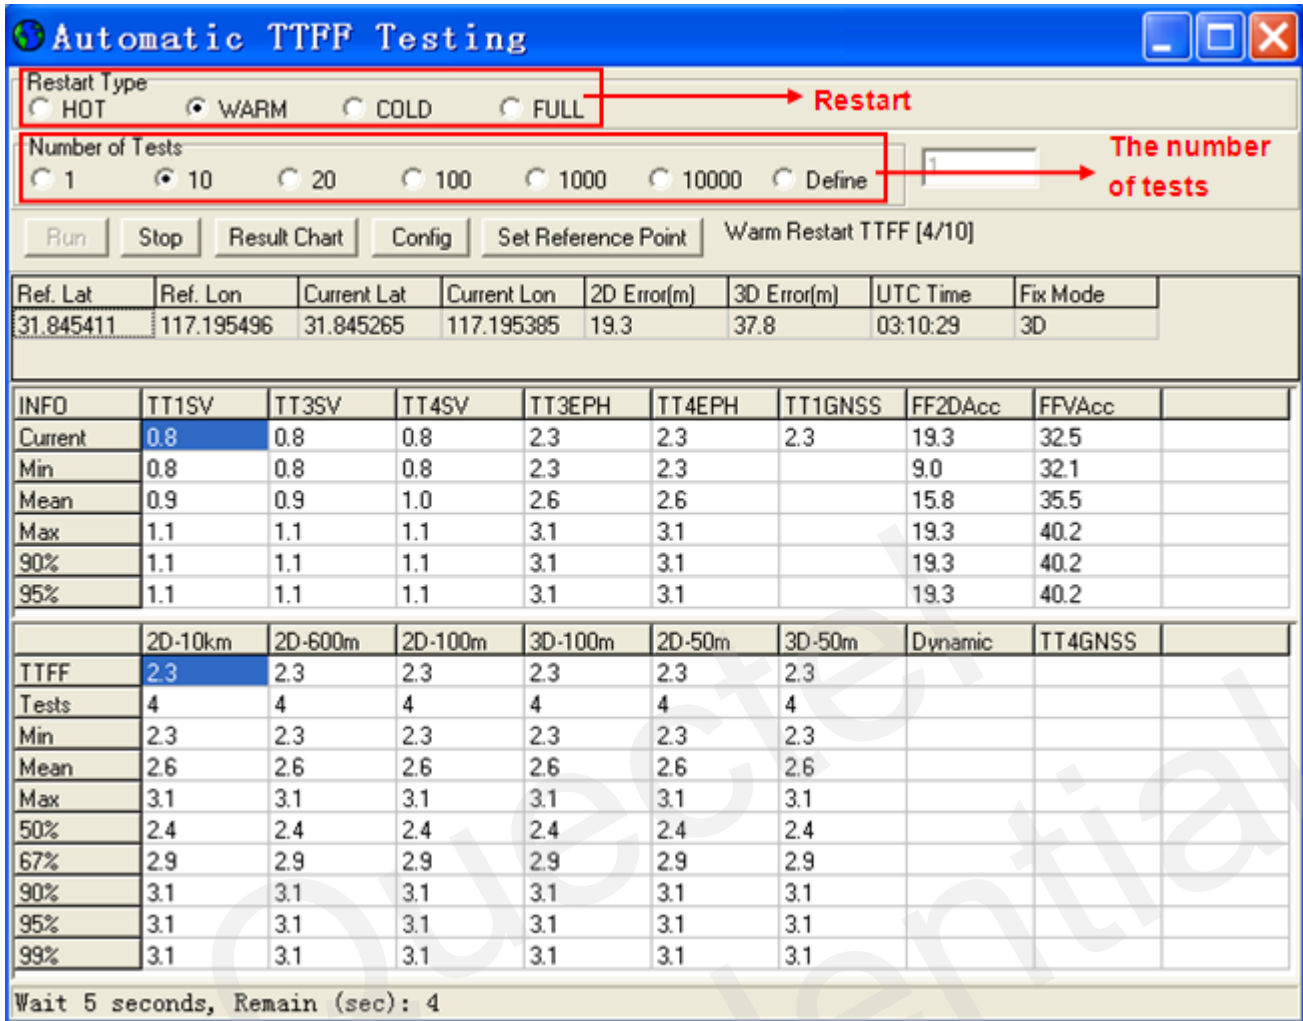 Automatic TTFF Testing
Restart Type
HOT WARM COLD FULL
Restart
Number of Tests
1 10 20 100 1000 10000 Define
1
The number
of tests
Run Stop Result Chart Config Set Reference Point Warm Restart TTFF [4/10]
Ref. Lat Ref. Lon Current Lat Current Lon 2D Error(m) 3D Error(m) UTC Time Fix Mode
31.845411 117.195496 31.845265 117.195385 19.3 37.8 03:10:29 3D
INFO TT1SV TT3SV TT4SV TT3EPH TT4EPH TT1GNSS FF2DAcc FFVAcc
Current 0.8 0.8 0.8 2.3 2.3 2.3 19.3 32.5
Min 0.8 0.8 0.8 2.3 2.3 9.0 32.1
Mean 0.9 0.9 1.0 2.6 2.6 15.8 35.5
Max 1.1 1.1 1.1 3.1 3.1 19.3 40.2
90% 1.1 1.1 1.1 3.1 3.1 19.3 40.2
95% 1.1 1.1 1.1 3.1 3.1 19.3 40.2
2D-10km 2D-600m 2D-100m 3D-100m 2D-50m 3D-50m Dynamic TT4GNSS
TTFF 2.3 2.3 2.3 2.3 2.3 2.3
Tests 4 4 4 4 4 4
Min 2.3 2.3 2.3 2.3 2.3 2.3
Mean 2.6 2.6 2.6 2.6 2.6 2.6
Max 3.1 3.1 3.1 3.1 3.1 3.1
50% 2.4 2.4 2.4 2.4 2.4 2.4
67% 2.9 2.9 2.9 2.9 2.9 2.9
90% 3.1 3.1 3.1 3.1 3.1 3.1
95% 3.1 3.1 3.1 3.1 3.1 3.1
99% 3.1 3.1 3.1 3.1 3.1 3.1
Wait 5 seconds, Remain (sec): 4
Quectel